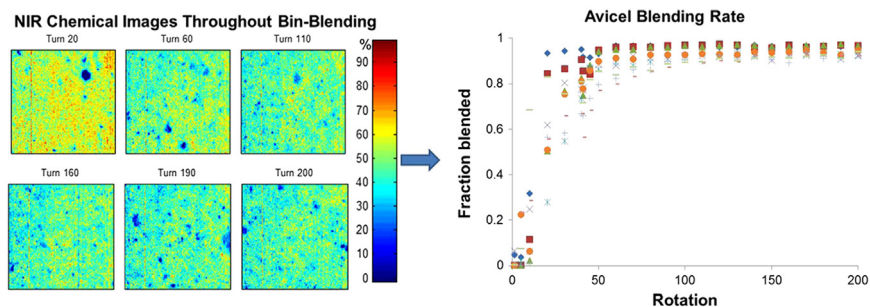 NIR Chemical Images Throughout Bin-Blending
Turn 20
Turn 60
Turn 110
Turn 160
Turn 190
Turn 200
%
90
80
70
60
50
40
30
20
10
0
Avicel Blending Rate
Fraction blended
1
0.8
0.6
0.4
0.2
0
0
50
100
150
200
Rotation